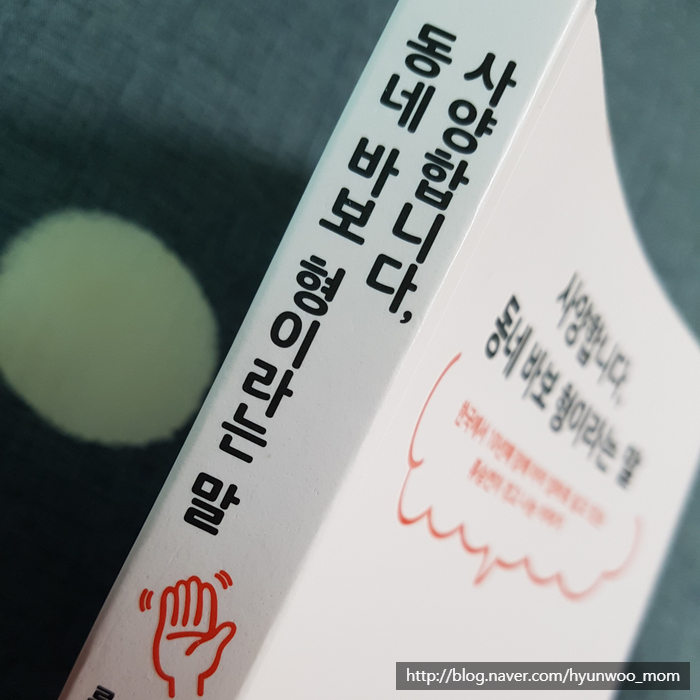 사양합니다,
동네 바보 형이라는 말
사양합니다,
동네 바보 형이라는 말
http://blog.naver.com/hyunwoo_mom